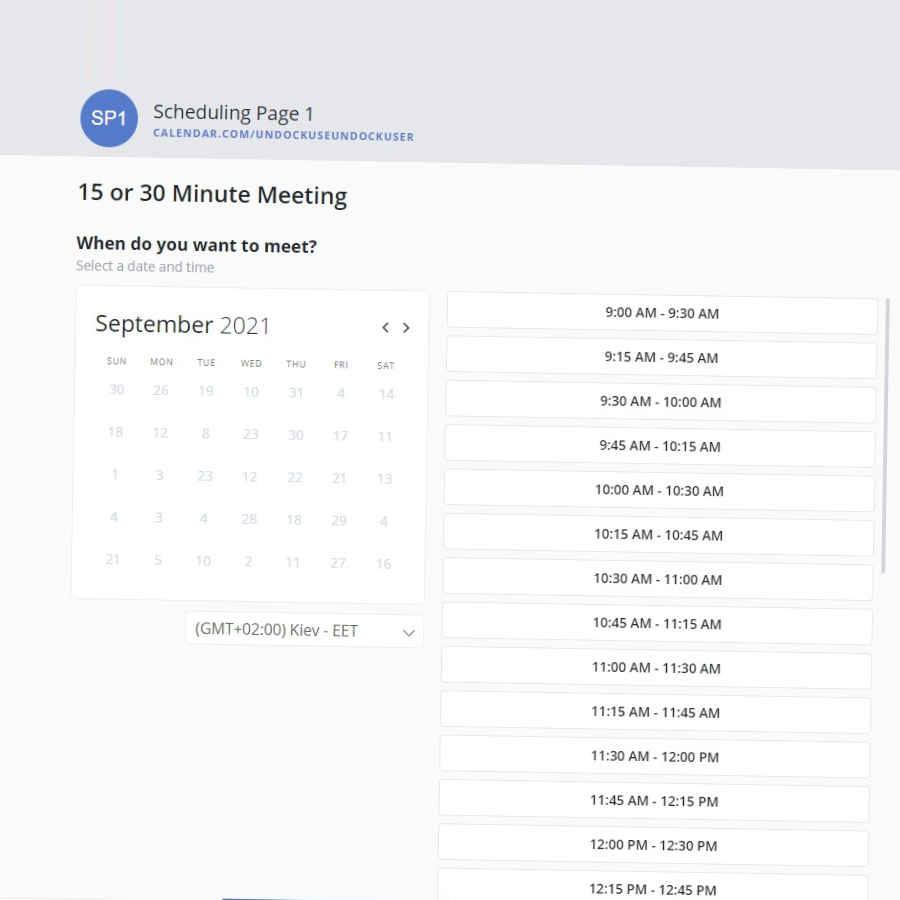 SP1
Scheduling Page 1
CALENDAR.COM/UNDOCKUSEUNDOCKUSER
15 or 30 Minute Meeting
When do you want to meet?
Select a date and time
September 2021
SUN MON TUE WED THU FRI SAT
30 26 19 10 31 4 14
18 12 8 23 30 17 11
1 3 23 12 22 21 13
4 3 4 28 18 29 4
21 5 10 2 11 27 16
(GMT+02:00) Kiev - EET
9:00 AM - 9:30 AM
9:15 AM - 9:45 AM
9:30 AM - 10:00 AM
9:45 AM - 10:15 AM
10:00 AM - 10:30 AM
10:15 AM - 10:45 AM
10:30 AM - 11:00 AM
10:45 AM - 11:15 AM
11:00 AM - 11:30 AM
11:15 AM - 11:45 AM
11:30 AM - 12:00 PM
11:45 AM - 12:15 PM
12:00 PM - 12:30 PM
12:15 PM - 12:45 PM